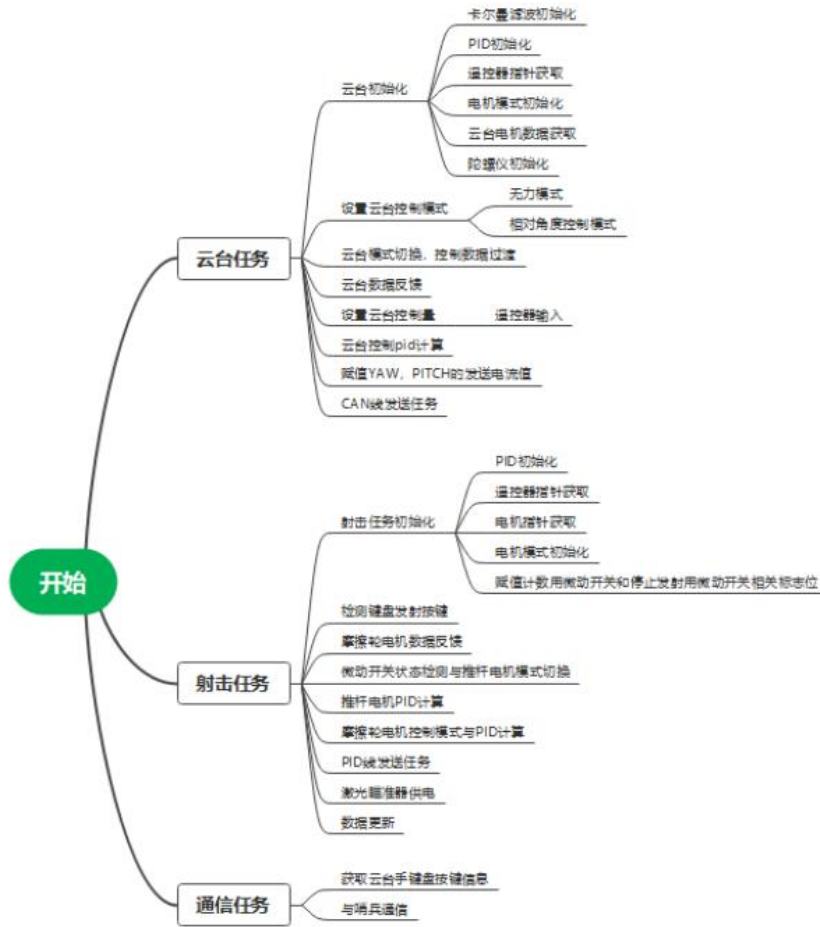 开始
云台任务
云台初始化
卡尔曼滤波初始化
PID初始化
遥控器指针获取
电机模式初始化
云台电机数据获取
陀螺仪初始化
设置云台控制模式
无力模式
相对角度控制模式
云台模式切换，控制数据过渡
云台数据反馈
设置云台控制量
遥控器输入
云台控制pid计算
赋值YAW，PITCH的发送电流值
CAN线发送任务
射击任务
射击任务初始化
PID初始化
遥控器指针获取
电机指针获取
电机模式初始化
赋值计数用微动开关和停止发射用微动开关相关标志位
检测键盘发射按键
摩擦轮电机数据反馈
微动开关状态检测与推杆电机模式切换
推杆电机PID计算
摩擦轮电机控制模式与PID计算
PID线发送任务
激光瞄准器供电
数据更新
通信任务
获取云台手键盘按键信息
与哨兵通信